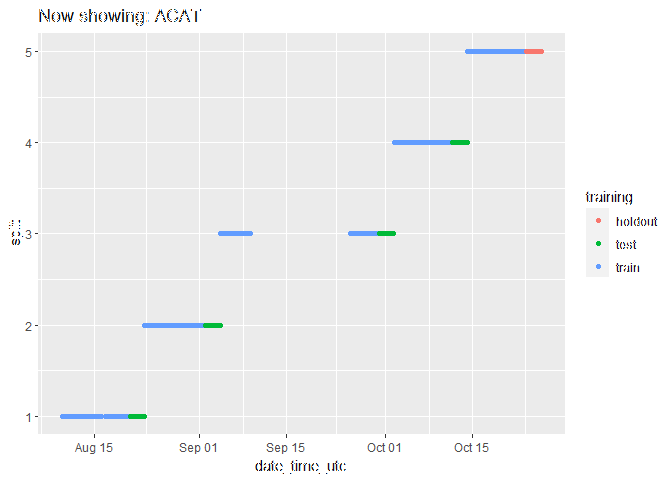 Now showing: ACAT
5
4
3
2
1
Aug 15
Sep 01
Sep 15
Oct 01
Oct 15
date_time_utc
training
holdout
test
train